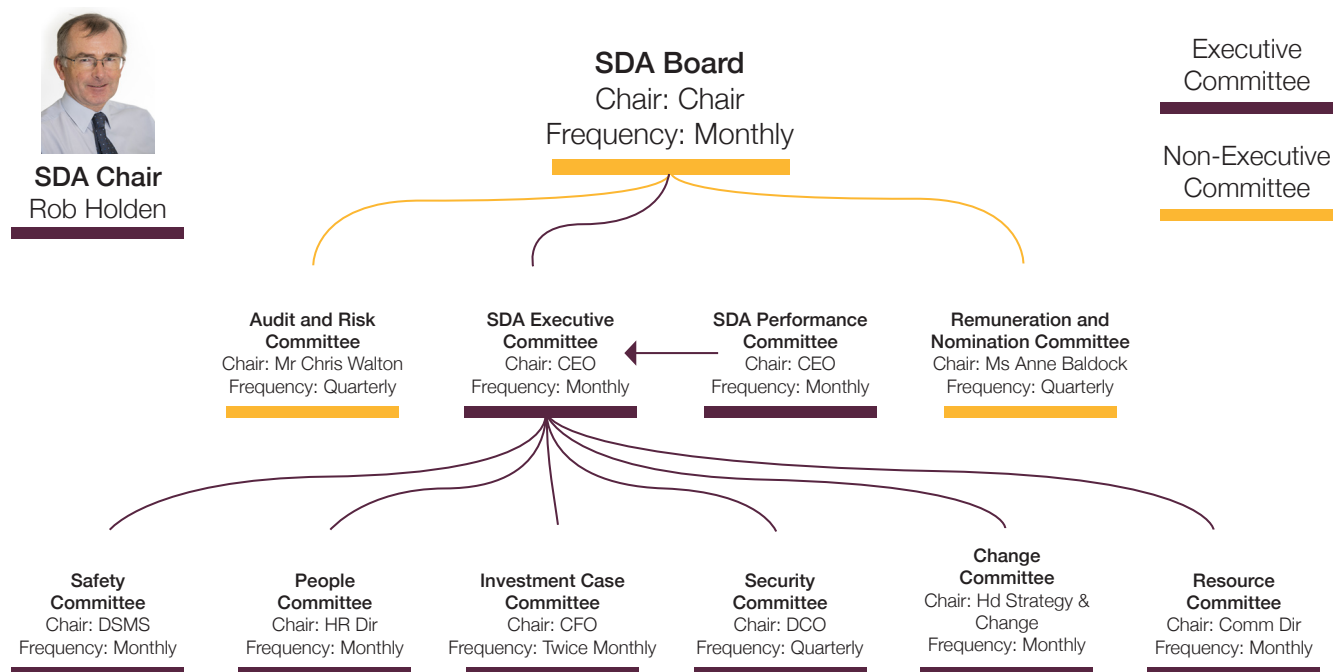 SDA Chair
Rob Holden
SDA Board
Chair: Chair
Frequency: Monthly
Executive
Committee
Non-Executive
Committee
Audit and Risk
Committee
Chair: Mr Chris Walton
Frequency: Quarterly
SDA Executive
Committee
Chair: CEO
Frequency: Monthly
SDA Performance
Committee
Chair: CEO
Frequency: Monthly
Remuneration and
Nomination Committee
Chair: Ms Anne Baldock
Frequency: Quarterly
Safety
Committee
Chair: DSMS
Frequency: Monthly
People
Committee
Chair: HR Dir
Frequency: Monthly
Investment Case
Committee
Chair: CFO
Frequency: Twice Monthly
Security
Committee
Chair: DCO
Frequency: Quarterly
Change
Committee
Chair: Hd Strategy &
Change
Frequency: Monthly
Resource
Committee
Chair: Comm Dir
Frequency: Monthly